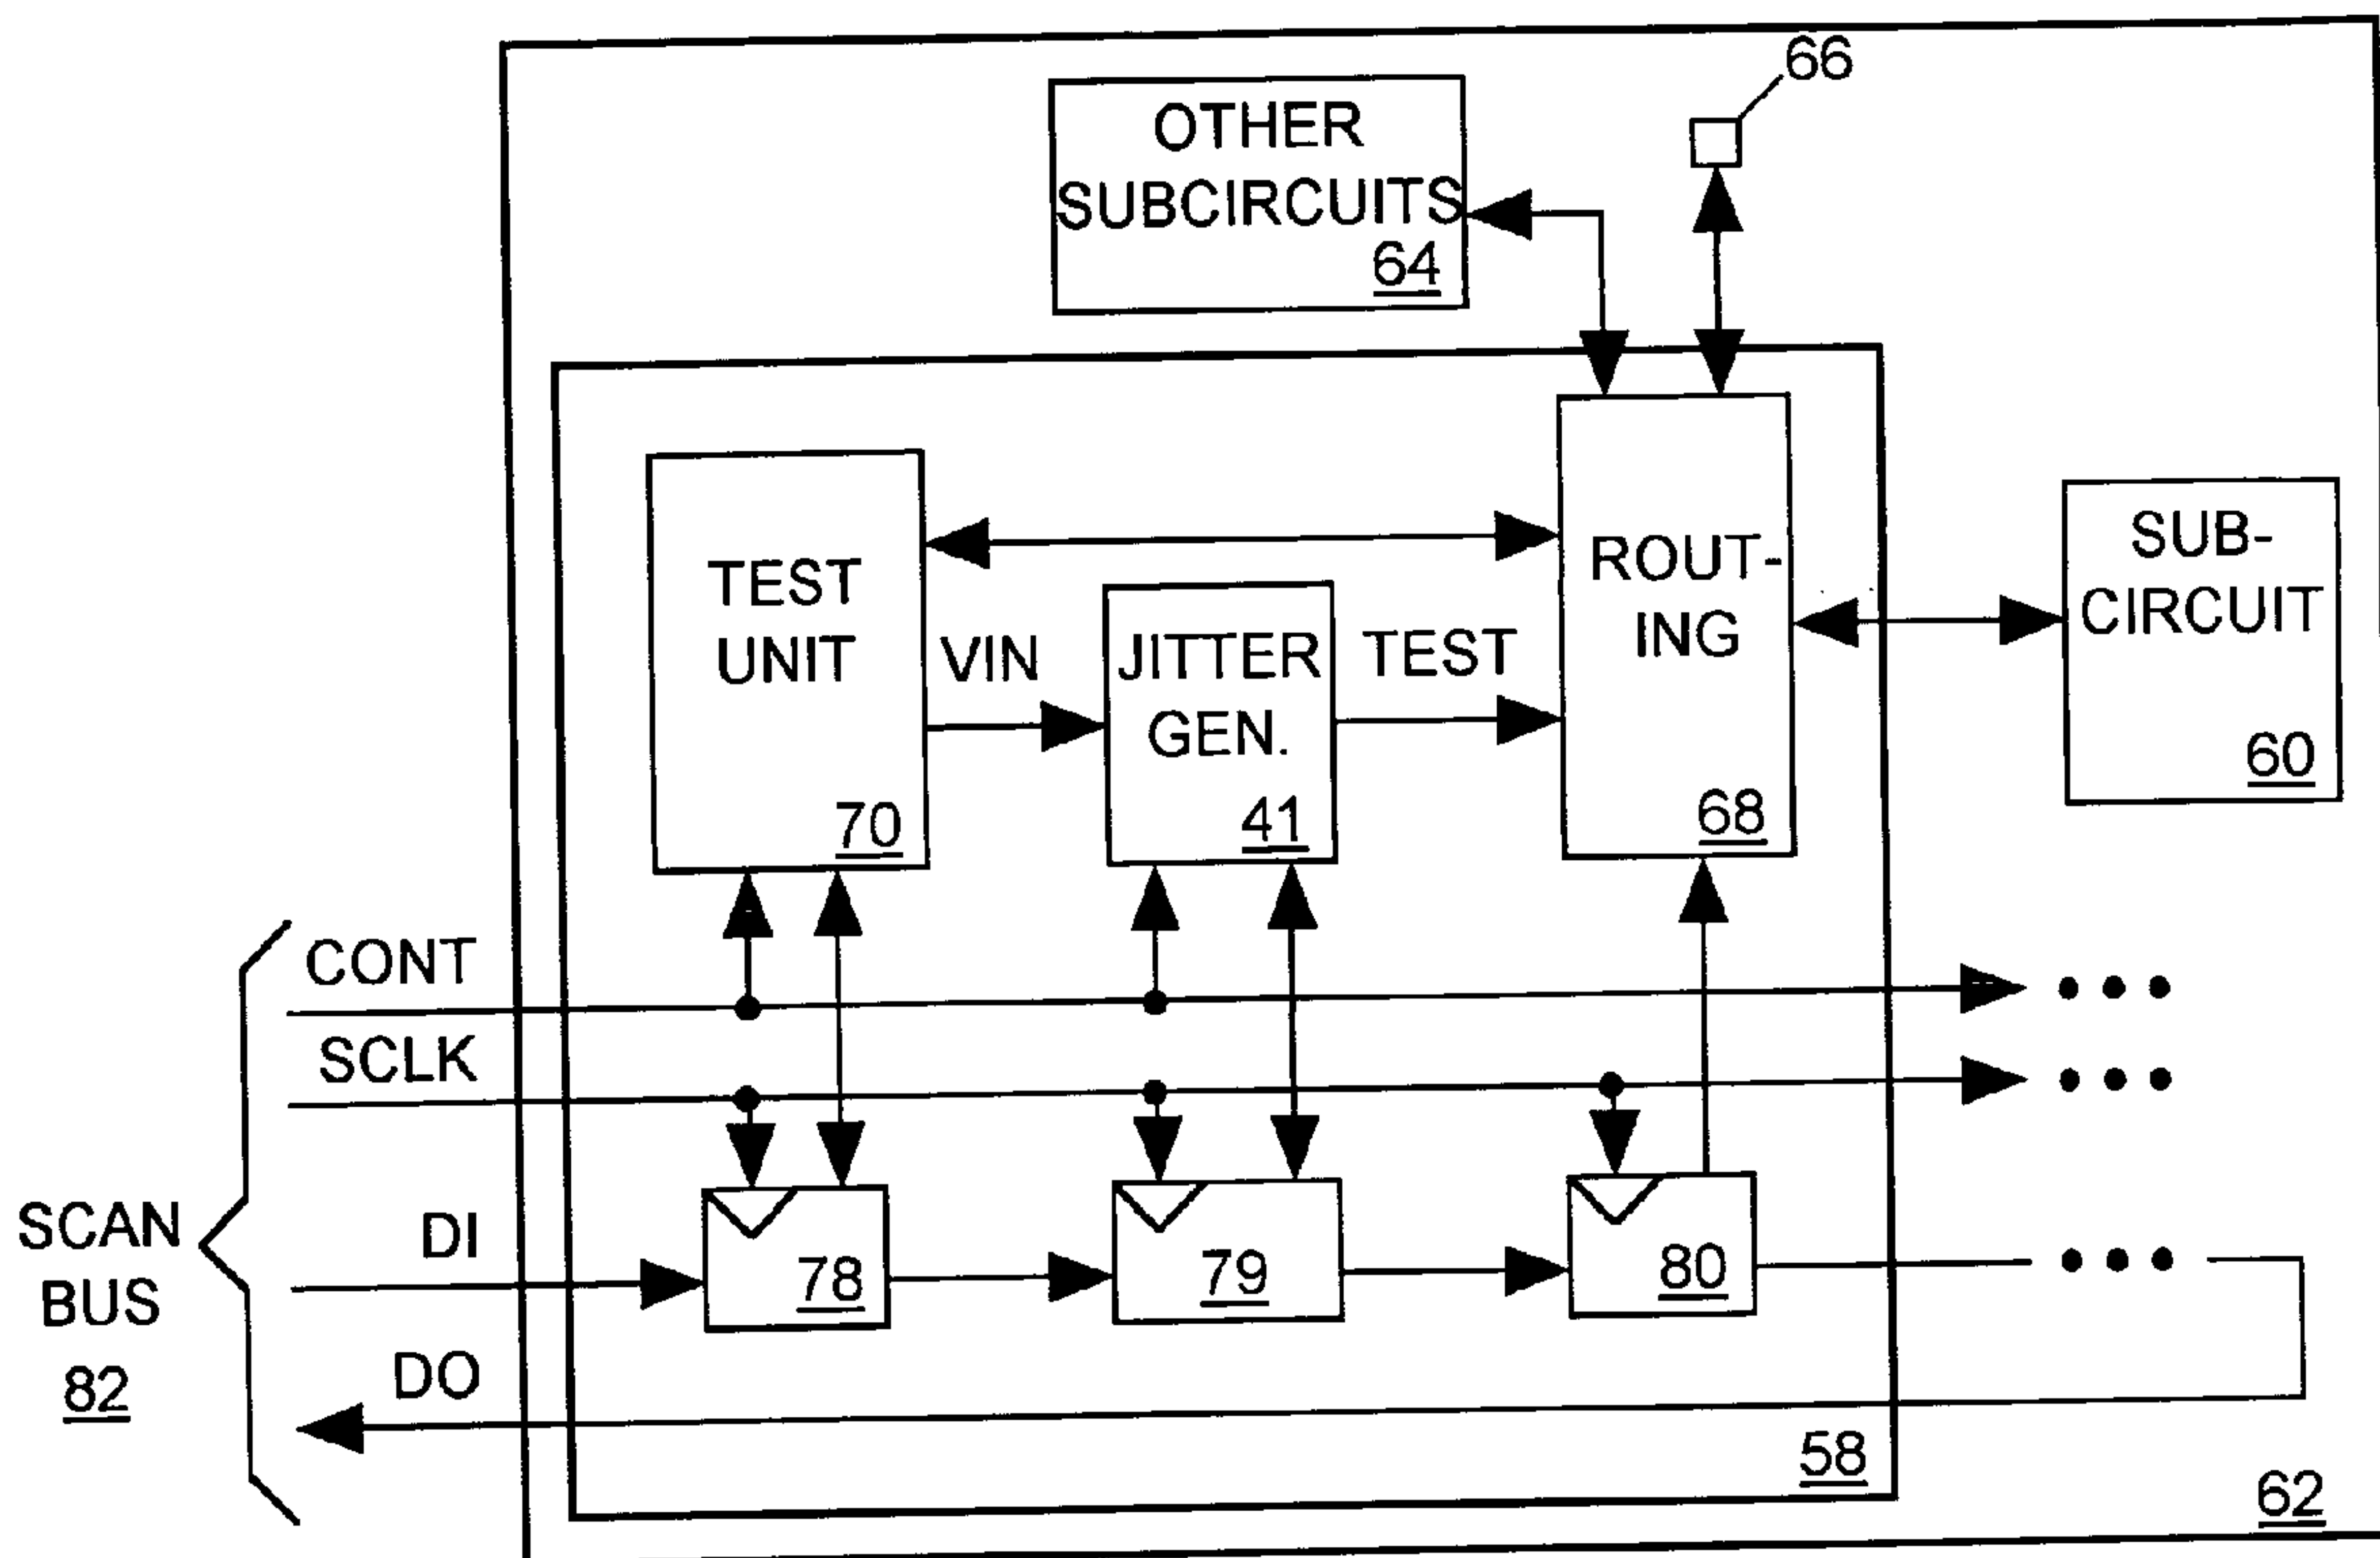 66
OTHER
SUBCIRCUITS
64
TEST
UNIT
70
VIN
JITTER
GEN.
41
TEST
ROUT-
ING
68
SUB-
CIRCUIT
60
CONT
SCLK
SCAN
BUS
82
DI
DO
78
79
80
58
62